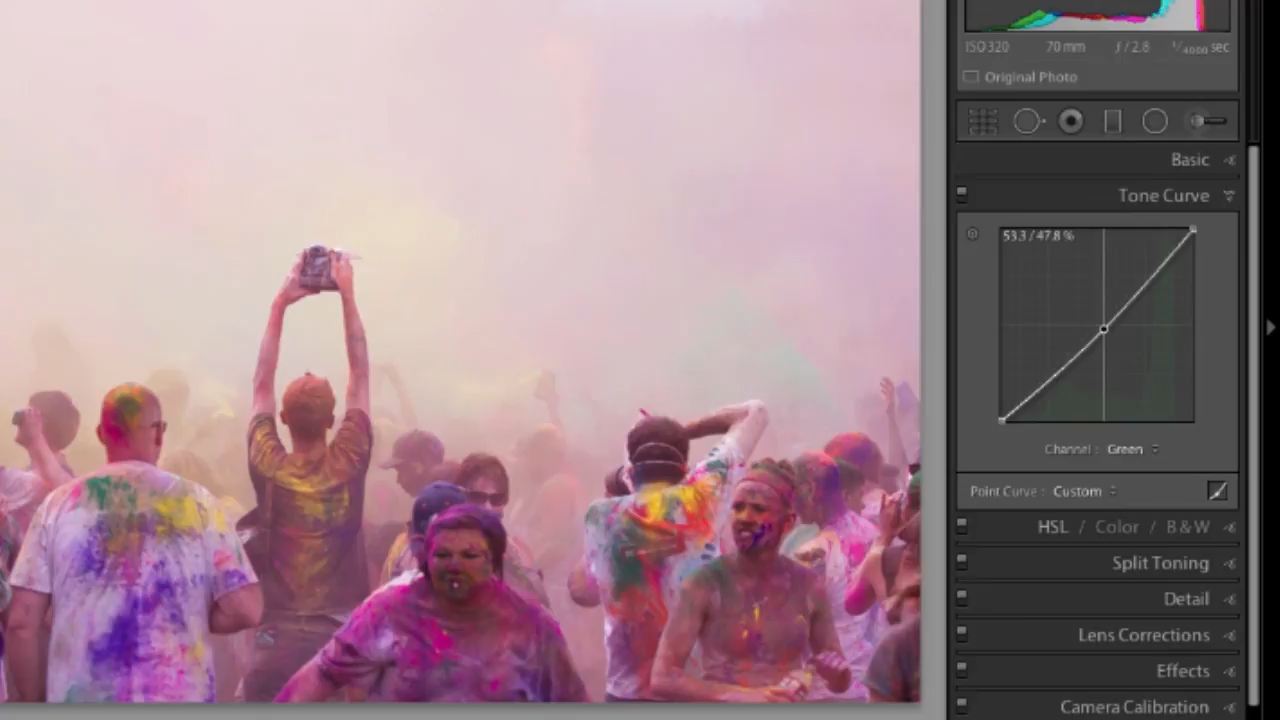 ISO 320 70 mm ƒ / 2.8 1/4000 sec
Original Photo
Basic
Tone Curve
53.3 / 47.8 %
Channel : Green
Point Curve : Custom
HSL / Color / B & W
Split Toning
Detail
Lens Corrections
Effects
Camera Calibration